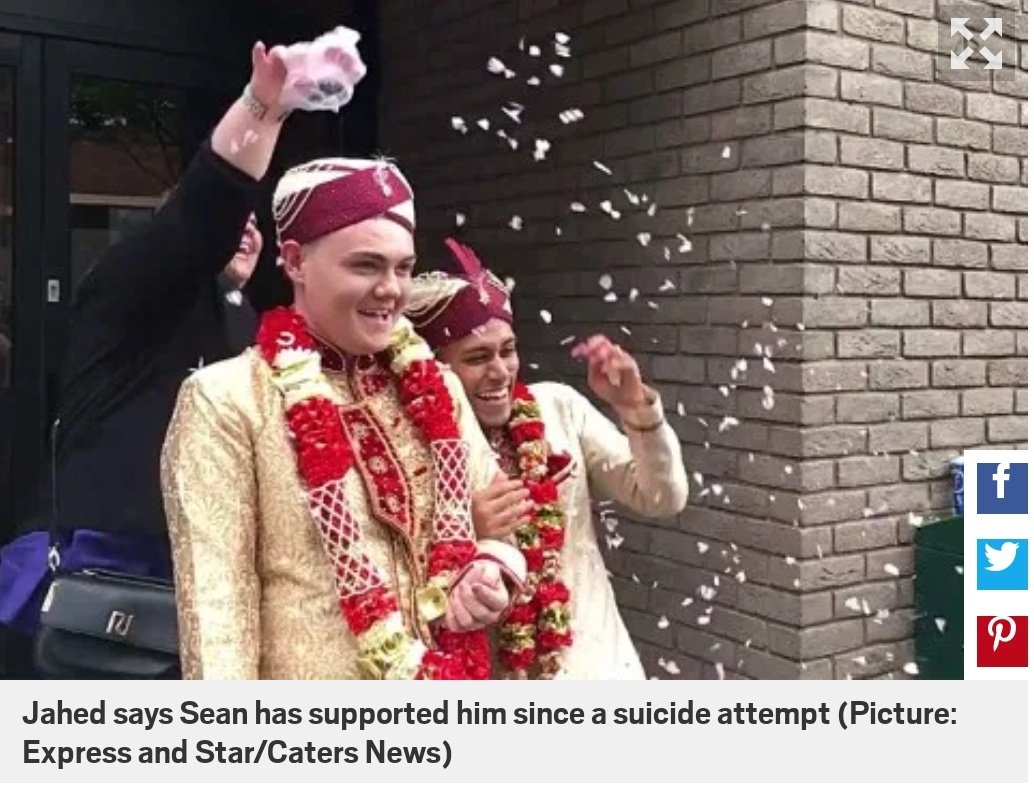 Jahed says Sean has supported him since a suicide attempt (Picture:
Express and Star/Caters News)